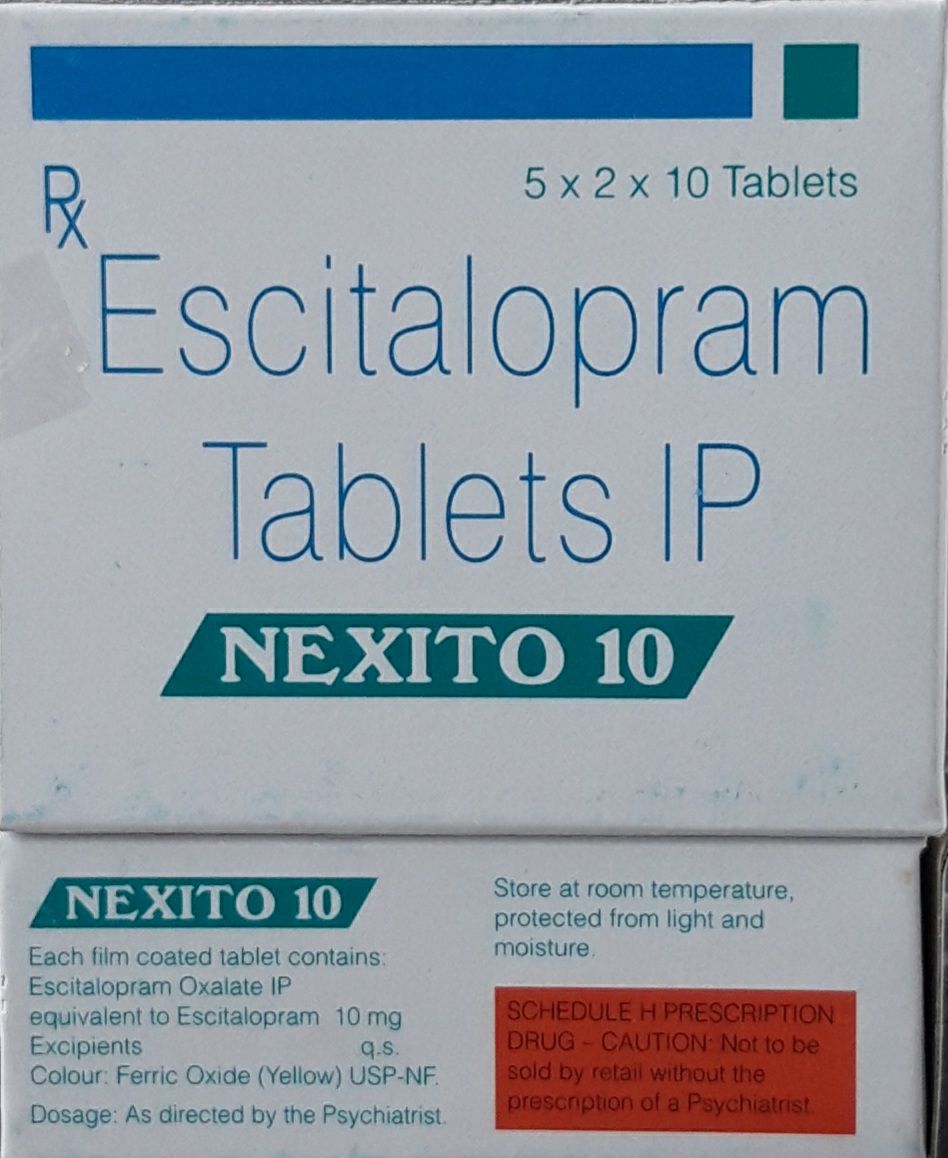 Rx
5 x 2 x 10 Tablets
Escitalopram
Tablets IP
NEXITO 10
NEXITO 10
Each film coated tablet contains:
Escitalopram Oxalate IP
equivalent to Escitalopram 10 mg
Excipients q.s.
Colour: Ferric Oxide (Yellow) USP-NF.
Dosage: As directed by the Psychiatrist.
Store at room temperature,
protected from light and
moisture.
SCHEDULE H PRESCRIPTION
DRUG – CAUTION: Not to be
sold by retail without the
prescription of a Psychiatrist.